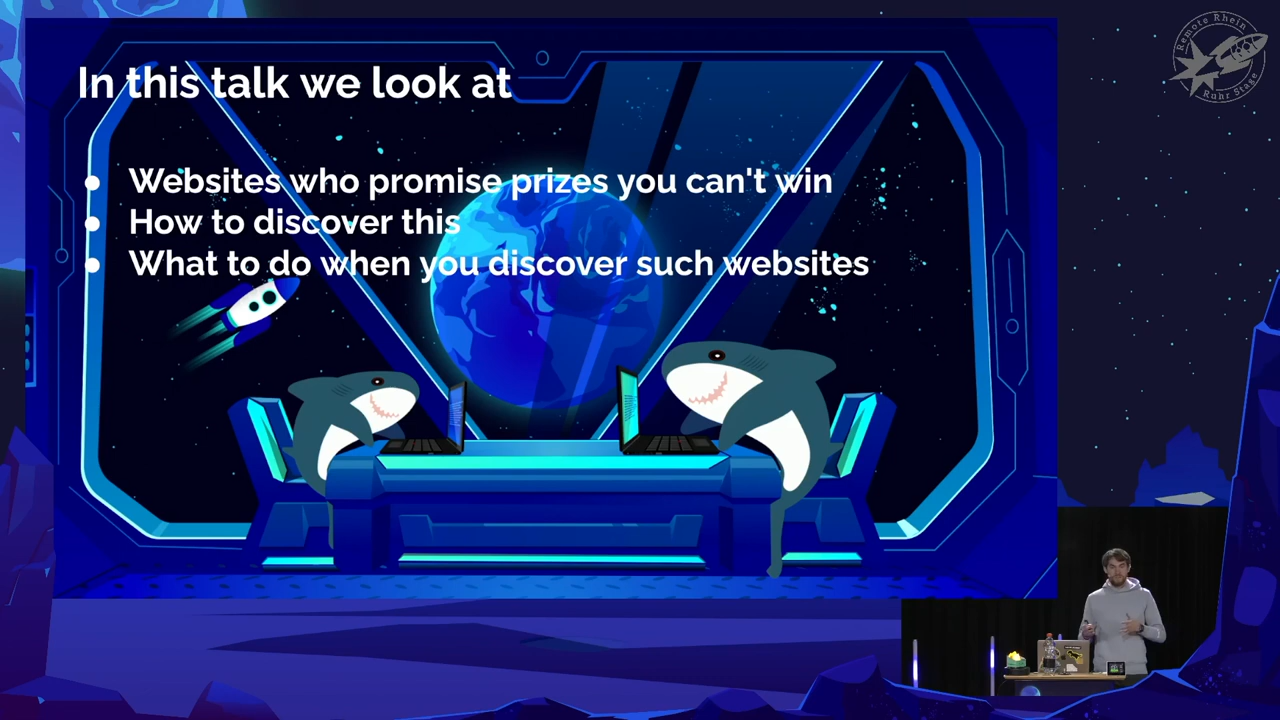 Remote Rhein
Ruhr Stage
In this talk we look at
Websites who promise prizes you can't win
How to discover this
What to do when you discover such websites